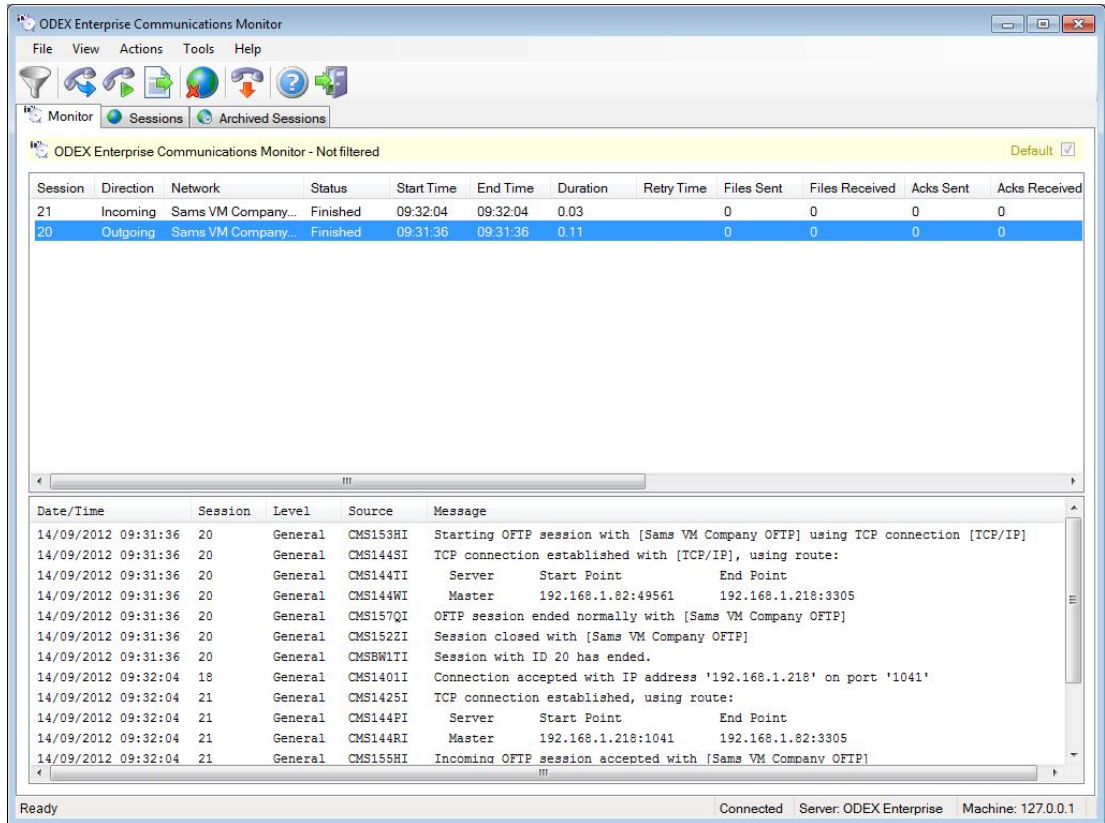 ODEX Enterprise Communications Monitor
File View Actions Tools Help
Monitor Sessions Archived Sessions
ODEX Enterprise Communications Monitor - Not filtered Default
Session Direction Network Status Start Time End Time Duration Retry Time Files Sent Files Received Acks Sent Acks Received
21 Incoming Sams VM Company... Finished 09:32:04 09:32:04 0.03 0 0 0 0
20 Outgoing Sams VM Company... Finished 09:31:36 09:31:36 0.11 0 0 0 0
Date/Time Session Level Source Message
14/09/2012 09:31:36 20 General CMS153HI Starting OFTP session with [Sams VM Company OFTP] using TCP connection [TCP/IP]
14/09/2012 09:31:36 20 General CMS144SI TCP connection established with [TCP/IP], using route:
14/09/2012 09:31:36 20 General CMS144TI Server Start Point End Point
14/09/2012 09:31:36 20 General CMS144WI Master 192.168.1.82:49561 192.168.1.218:3305
14/09/2012 09:31:36 20 General CMS157QI OFTP session ended normally with [Sams VM Company OFTP]
14/09/2012 09:31:36 20 General CMS152ZI Session closed with [Sams VM Company OFTP]
14/09/2012 09:31:36 20 General CMSBW1TI Session with ID 20 has ended.
14/09/2012 09:32:04 18 General CMS1401I Connection accepted with IP address '192.168.1.218' on port '1041'
14/09/2012 09:32:04 21 General CMS1425I TCP connection established, using route:
14/09/2012 09:32:04 21 General CMS144PI Server Start Point End Point
14/09/2012 09:32:04 21 General CMS144RI Master 192.168.1.218:1041 192.168.1.82:3305
14/09/2012 09:32:04 21 General CMS155HI Incoming OFTP session accepted with [Sams VM Company OFTP]
Ready Connected Server: ODEX Enterprise Machine: 127.0.0.1